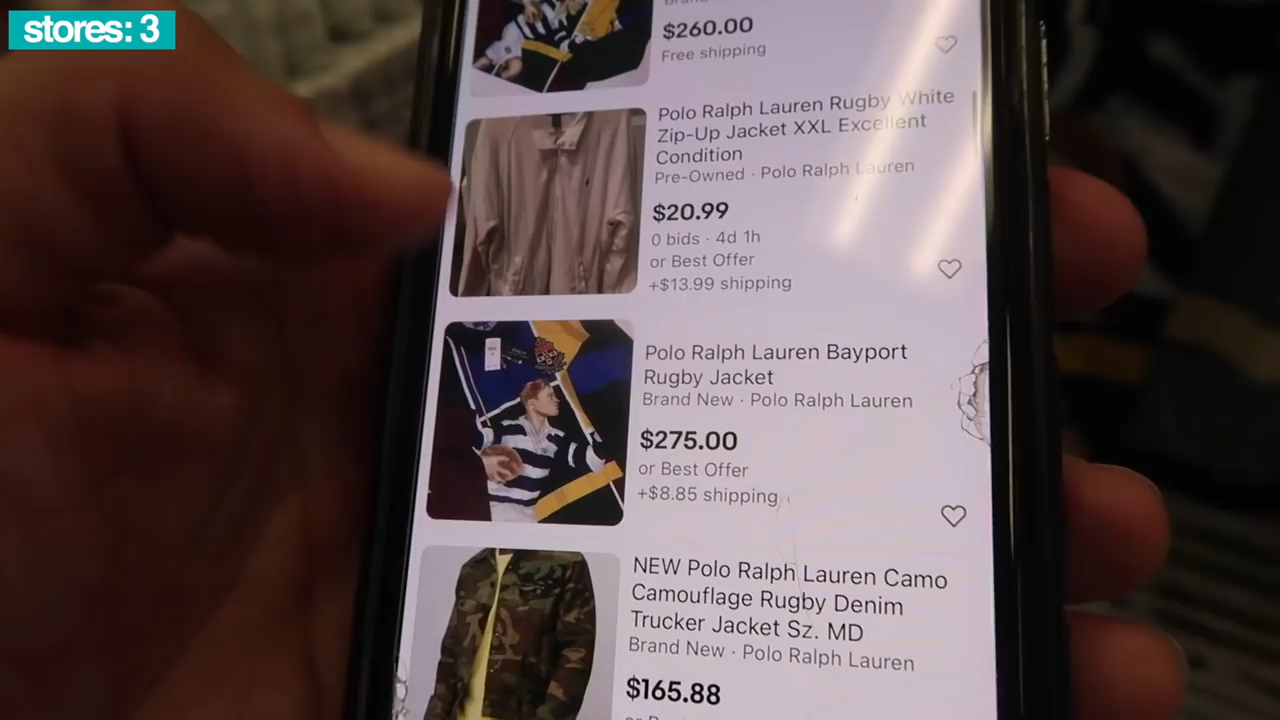 stores: 3
$260.00
Free shipping
Polo Ralph Lauren Rugby White
Zip-Up Jacket XXL Excellent
Condition
Pre-Owned · Polo Ralph Lauren
$20.99
0 bids · 4d 1h
or Best Offer
+$13.99 shipping
Polo Ralph Lauren Bayport
Rugby Jacket
Brand New · Polo Ralph Lauren
$275.00
or Best Offer
+$8.85 shipping
NEW Polo Ralph Lauren Camo
Camouflage Rugby Denim
Trucker Jacket Sz. MD
Brand New · Polo Ralph Lauren
$165.88